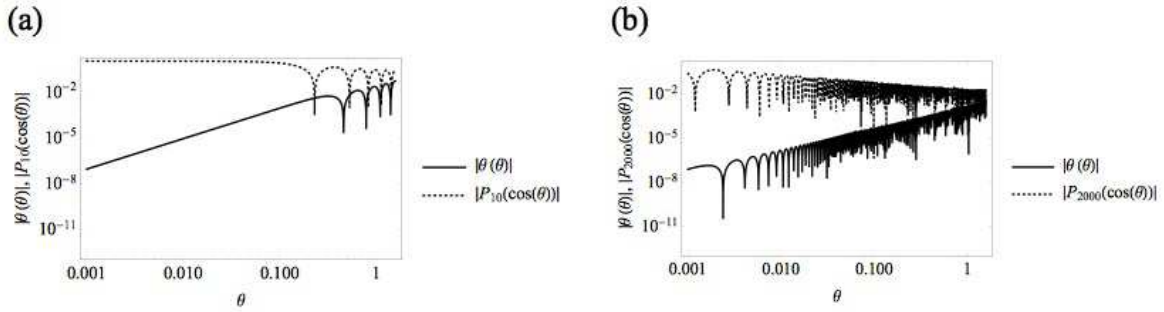 (a)
|θ (θ)|, |P₁₀(cos(θ))|
10⁻²
10⁻⁵
10⁻⁸
10⁻¹¹
0.001
0.010
0.100
1
θ
|θ (θ)|
|P₁₀(cos(θ))|
(b)
|θ (θ)|, |P₂₀₀₀(cos(θ))|
10⁻²
10⁻⁵
10⁻⁸
10⁻¹¹
0.001
0.010
0.100
1
θ
|θ (θ)|
|P₂₀₀₀(cos(θ))|